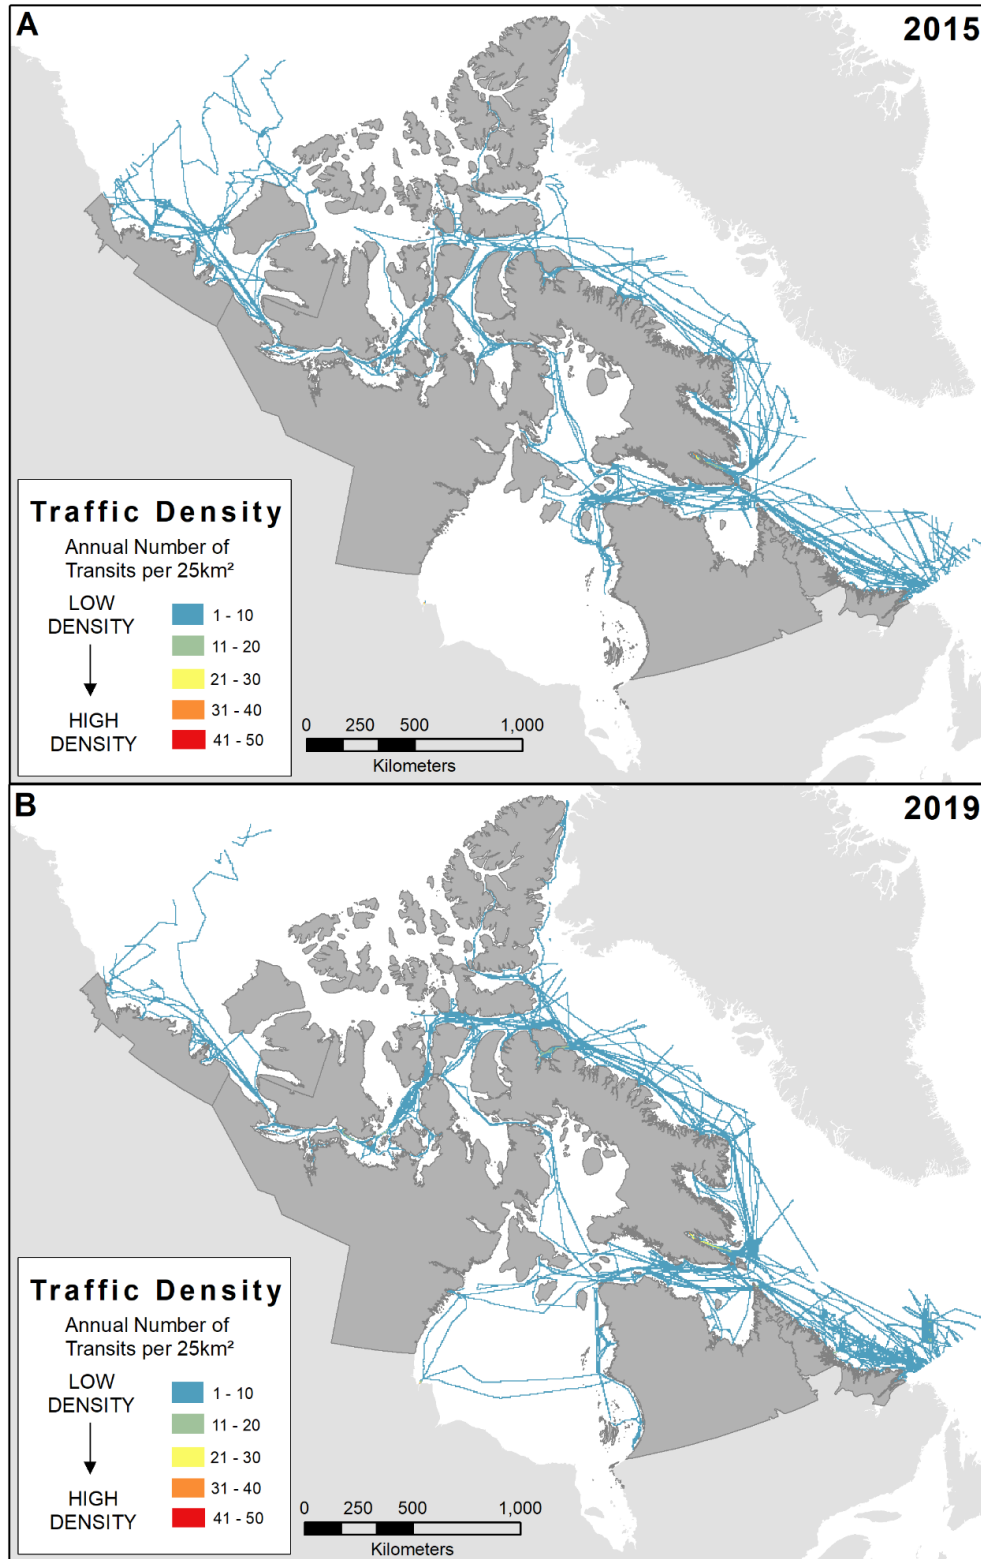 A
2015
Traffic Density
Annual Number of
Transits per 25km²
LOW
DENSITY
HIGH
DENSITY
1 - 10
11 - 20
21 - 30
31 - 40
41 - 50
0 250 500 1,000
Kilometers
B
2019
Traffic Density
Annual Number of
Transits per 25km²
LOW
DENSITY
HIGH
DENSITY
1 - 10
11 - 20
21 - 30
31 - 40
41 - 50
0 250 500 1,000
Kilometers